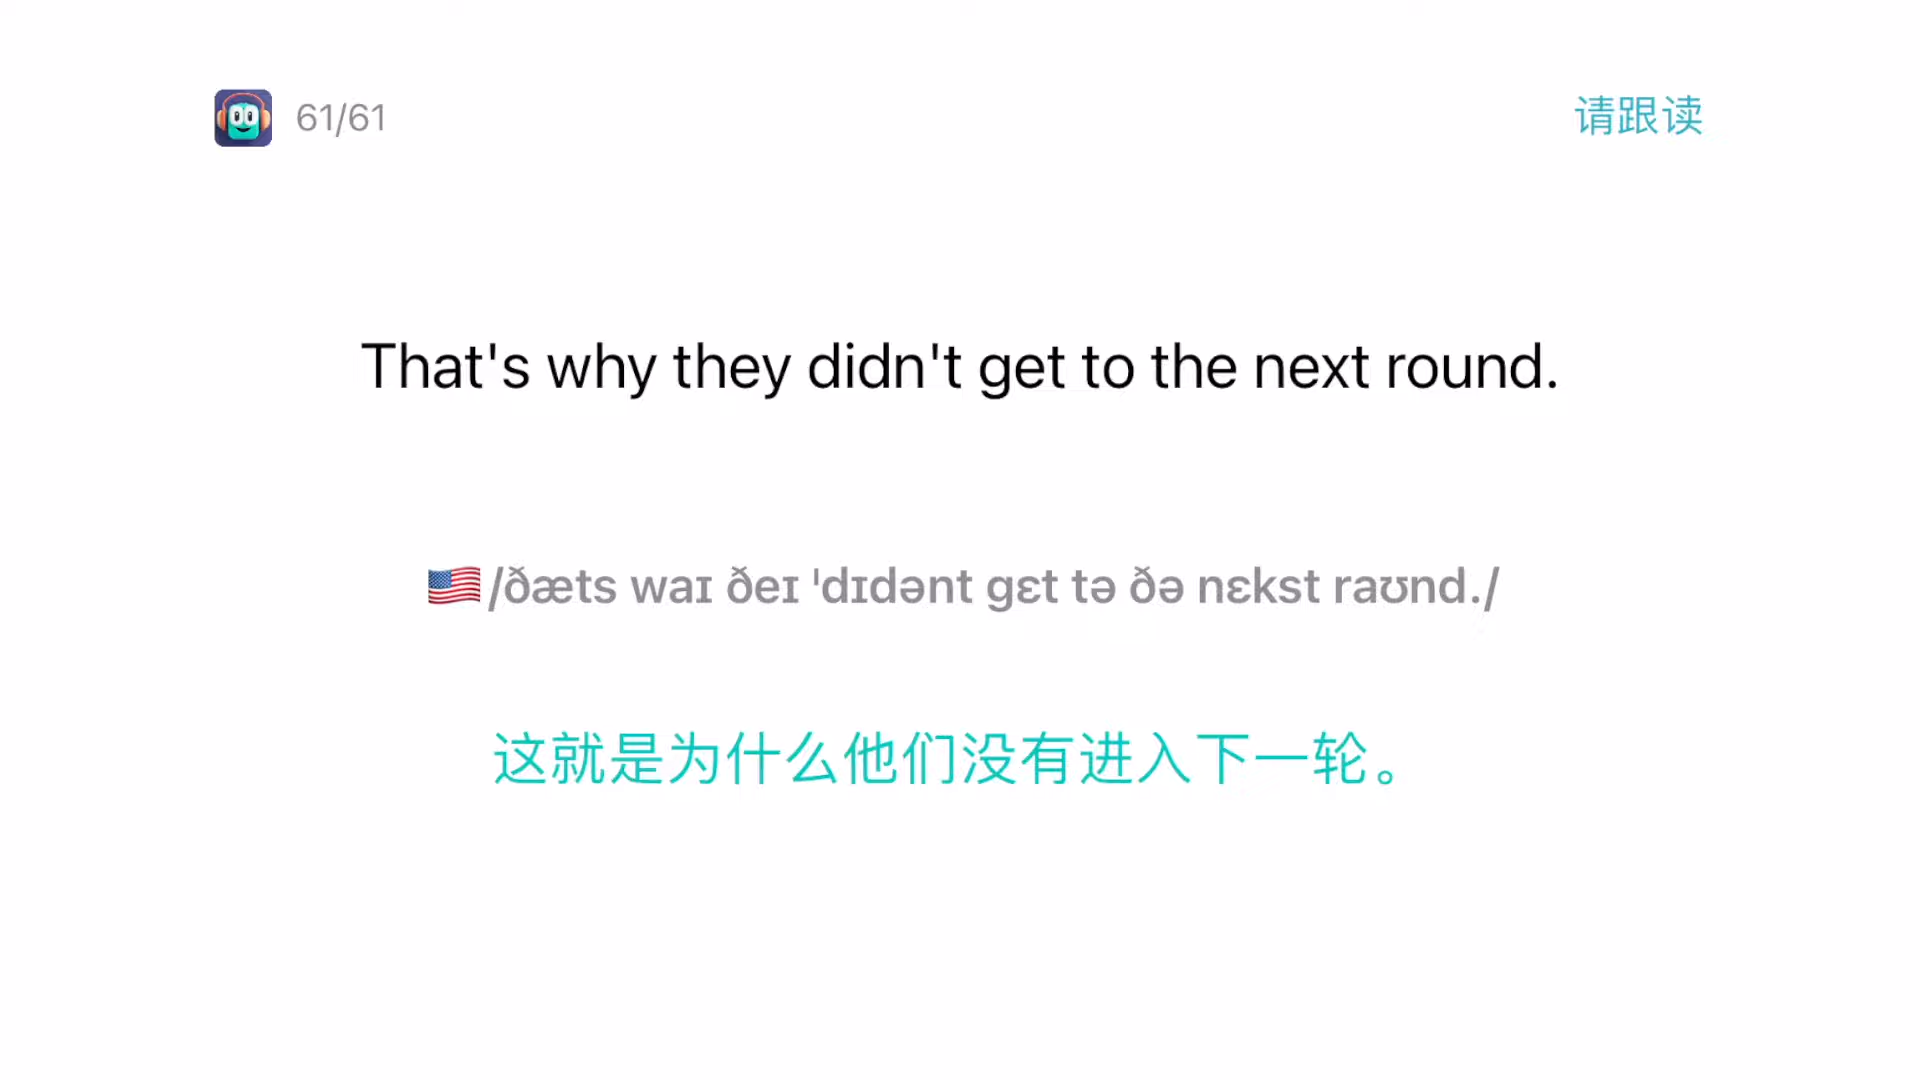 61/61
请跟读
That's why they didn't get to the next round.
/ðæts waɪ ðeɪ ˈdɪdənt gɛt tə ðə nɛkst raʊnd./
这就是为什么他们没有进入下一轮。